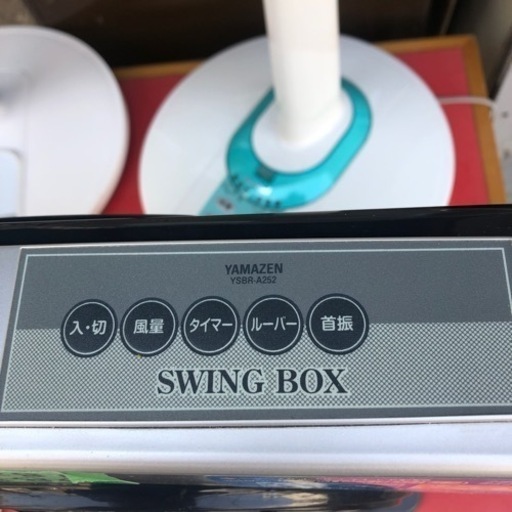 YAMAZEN
YSBR-A252
入・切 風量 タイマー ルーバー 首振
SWING BOX